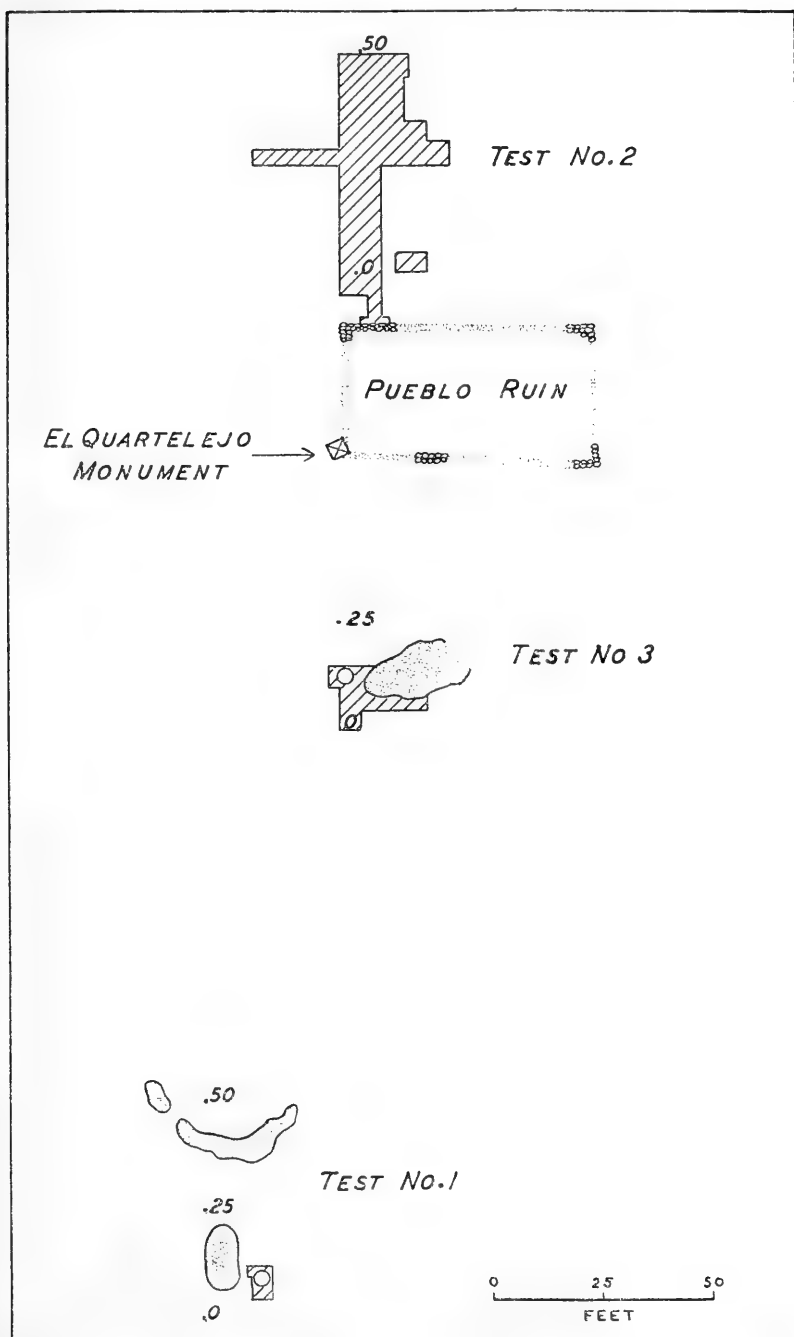 .50
TEST NO. 2
.0
PUEBLO RUIN
EL QUARTELEJO
MONUMENT
.25
TEST NO 3
0
.50
TEST NO. 1
.25
.0
0 25 50
FEET